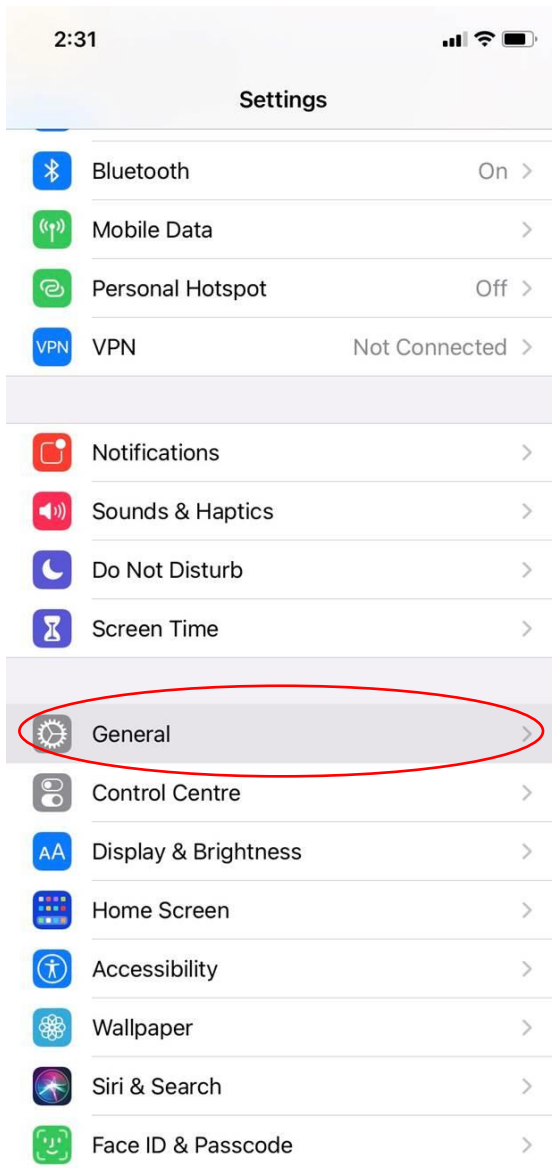 2:31
Settings
Bluetooth On
Mobile Data
Personal Hotspot Off
VPN VPN Not Connected
Notifications
Sounds & Haptics
Do Not Disturb
Screen Time
General
Control Centre
AA Display & Brightness
Home Screen
Accessibility
Wallpaper
Siri & Search
Face ID & Passcode